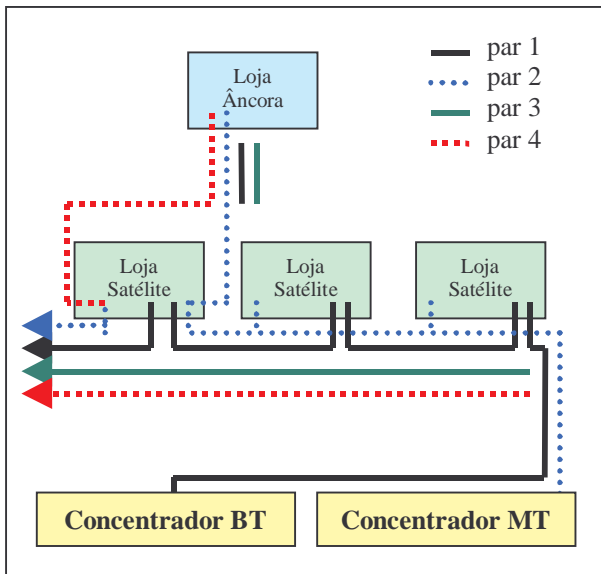 Loja
Âncora
par 1
par 2
par 3
par 4
Loja
Satélite
Loja
Satélite
Loja
Satélite
Concentrador BT
Concentrador MT